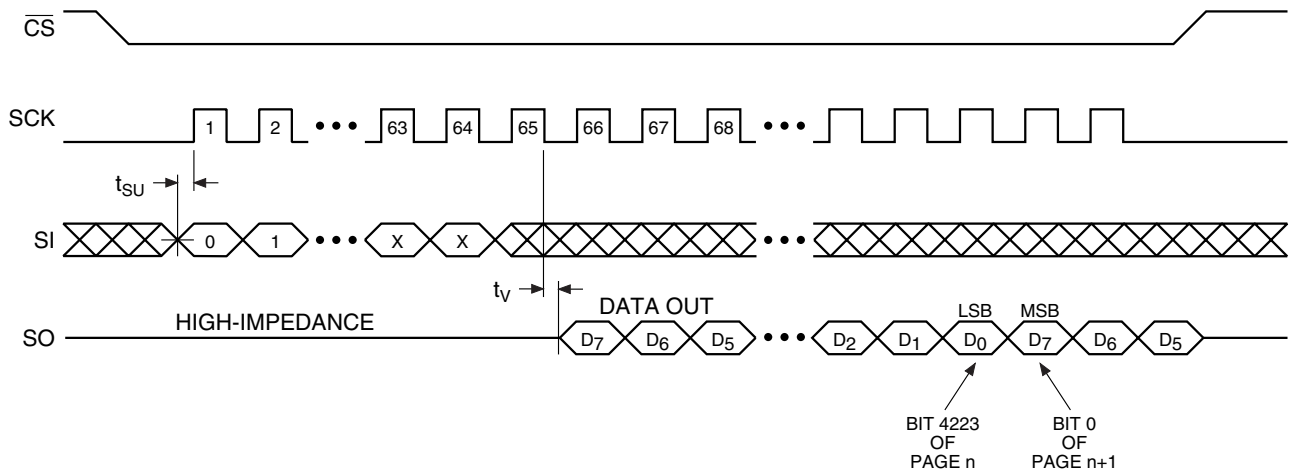 CS
SCK
1 2 ••• 63 64 65 66 67 68 •••
tSU
SI
0 1 ••• X X •••
tV
DATA OUT
HIGH-IMPEDANCE
LSB MSB
SO
D7 D6 D5 ••• D2 D1 D0 D7 D6 D5
BIT 4223
OF
PAGE n
BIT 0
OF
PAGE n+1